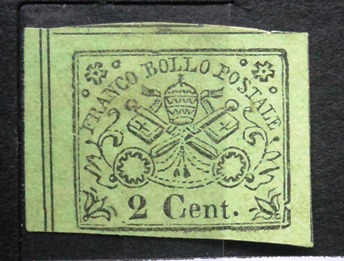 FRANCO BOLLO POSTALE
2 Cent.